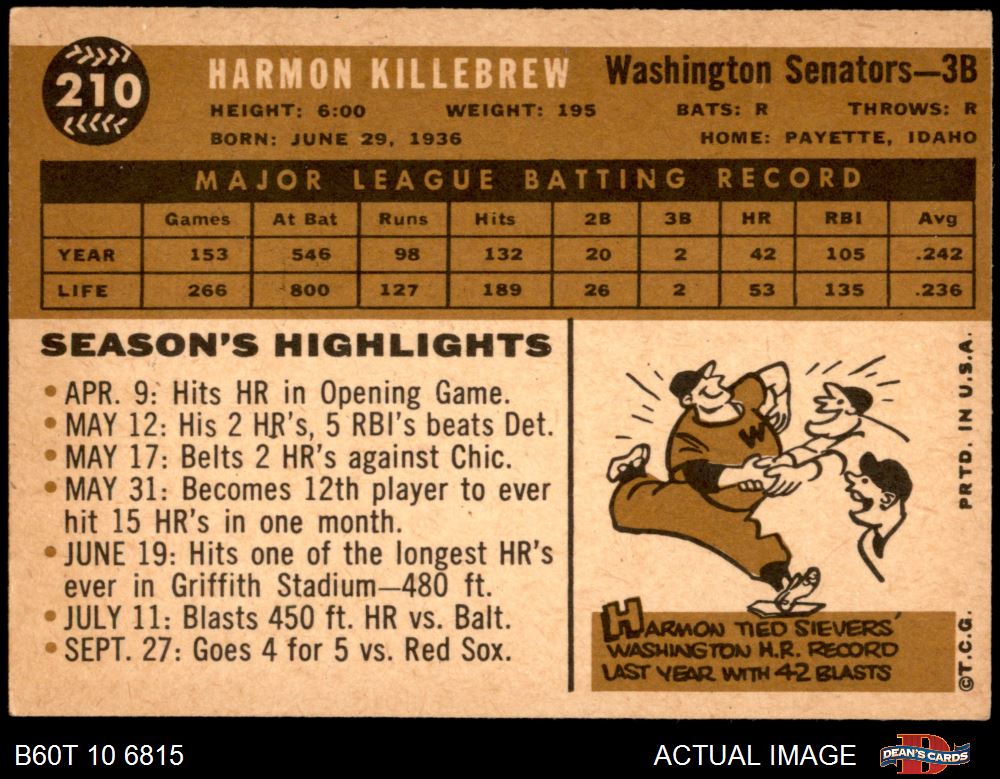 210
HARMON KILLEBREW
Washington Senators—3B
HEIGHT: 6:00 WEIGHT: 195 BATS: R THROWS: R
BORN: JUNE 29, 1936 HOME: PAYETTE, IDAHO
MAJOR LEAGUE BATTING RECORD
Games At Bat Runs Hits 2B 3B HR RBI Avg
YEAR 153 546 98 132 20 2 42 105 .242
LIFE 266 800 127 189 26 2 53 135 .236
SEASON'S HIGHLIGHTS
• APR. 9: Hits HR in Opening Game.
• MAY 12: His 2 HR's, 5 RBI's beats Det.
• MAY 17: Belts 2 HR's against Chic.
• MAY 31: Becomes 12th player to ever
hit 15 HR's in one month.
• JUNE 19: Hits one of the longest HR's
ever in Griffith Stadium—480 ft.
• JULY 11: Blasts 450 ft. HR vs. Balt.
• SEPT. 27: Goes 4 for 5 vs. Red Sox.
W
HARMON TIED SIEVERS'
WASHINGTON H.R. RECORD
LAST YEAR WITH 42 BLASTS
©T.C.G. PRTD. IN U.S.A.
B60T 10 6815
ACTUAL IMAGE
D
DEAN'S CARDS